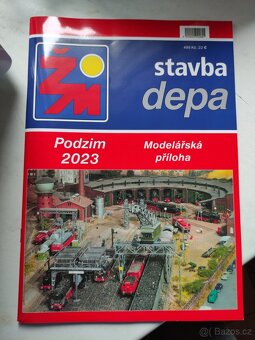 ŽM
stavba
depa
Podzim
2023
Modelářská
příloha
© Bazos.cz